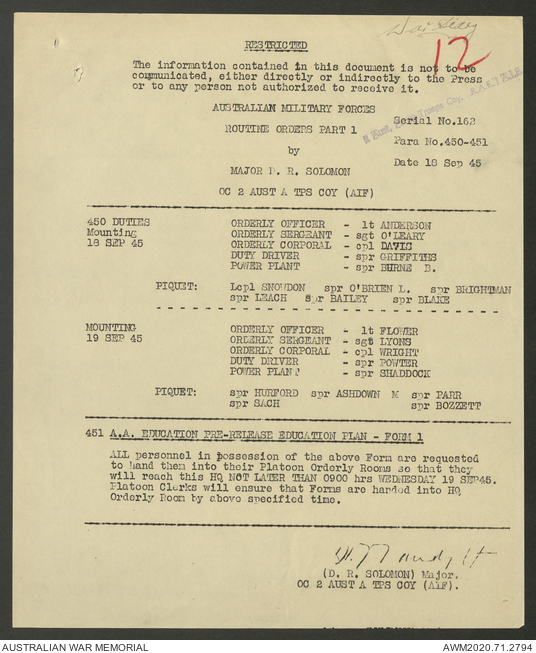 12
RESTRICTED
The information contained in this document is not to be
communicated, either directly or indirectly to the Press
or to any person not authorized to receive it.
AUSTRALIAN MILITARY FORCES
ROUTINE ORDERS PART 1
by
MAJOR D. R. SOLOMON
OC 2 AUST A TPS COY (AIF)
Serial No.162
Para No.450-451
Date 18 Sep 45
450 DUTIES ORDERLY OFFICER - lt ANDERSON
Mounting ORDERLY SERGEANT - sgt O'LEARY
18 SEP 45 ORDERLY CORPORAL - cpl DAVIS
DUTY DRIVER - spr GRIFFITHS
POWER PLANT - spr BURNE B.
PIQUET: Lcpl SNOWDON spr O'BRIEN L. spr BRIGHTMAN
spr LEACH spr BAILEY spr BLAKE
MOUNTING ORDERLY OFFICER - lt FLOWER
19 SEP 45 ORDERLY SERGEANT - sgt LYONS
ORDERLY CORPORAL - cpl WRIGHT
DUTY DRIVER - spr POWTER
POWER PLANT - spr SHADDOCK
PIQUET: spr HURFORD spr ASHDOWN M spr PARR
spr SACH spr BOZZETT
451 A.A. EDUCATION PRE-RELEASE EDUCATION PLAN - FORM 1
ALL personnel in possession of the above Form are requested
to hand them into their Platoon Orderly Rooms so that they
will reach this HQ NOT LATER THAN 0900 hrs WEDNESDAY 19 SEP45.
Platoon Clerks will ensure that Forms are handed into HQ
Orderly Room by above specified time.
(D. R. SOLOMON) Major.
OC 2 AUST A TPS COY (AIF).
AUSTRALIAN WAR MEMORIAL
AWM2020.71.2794